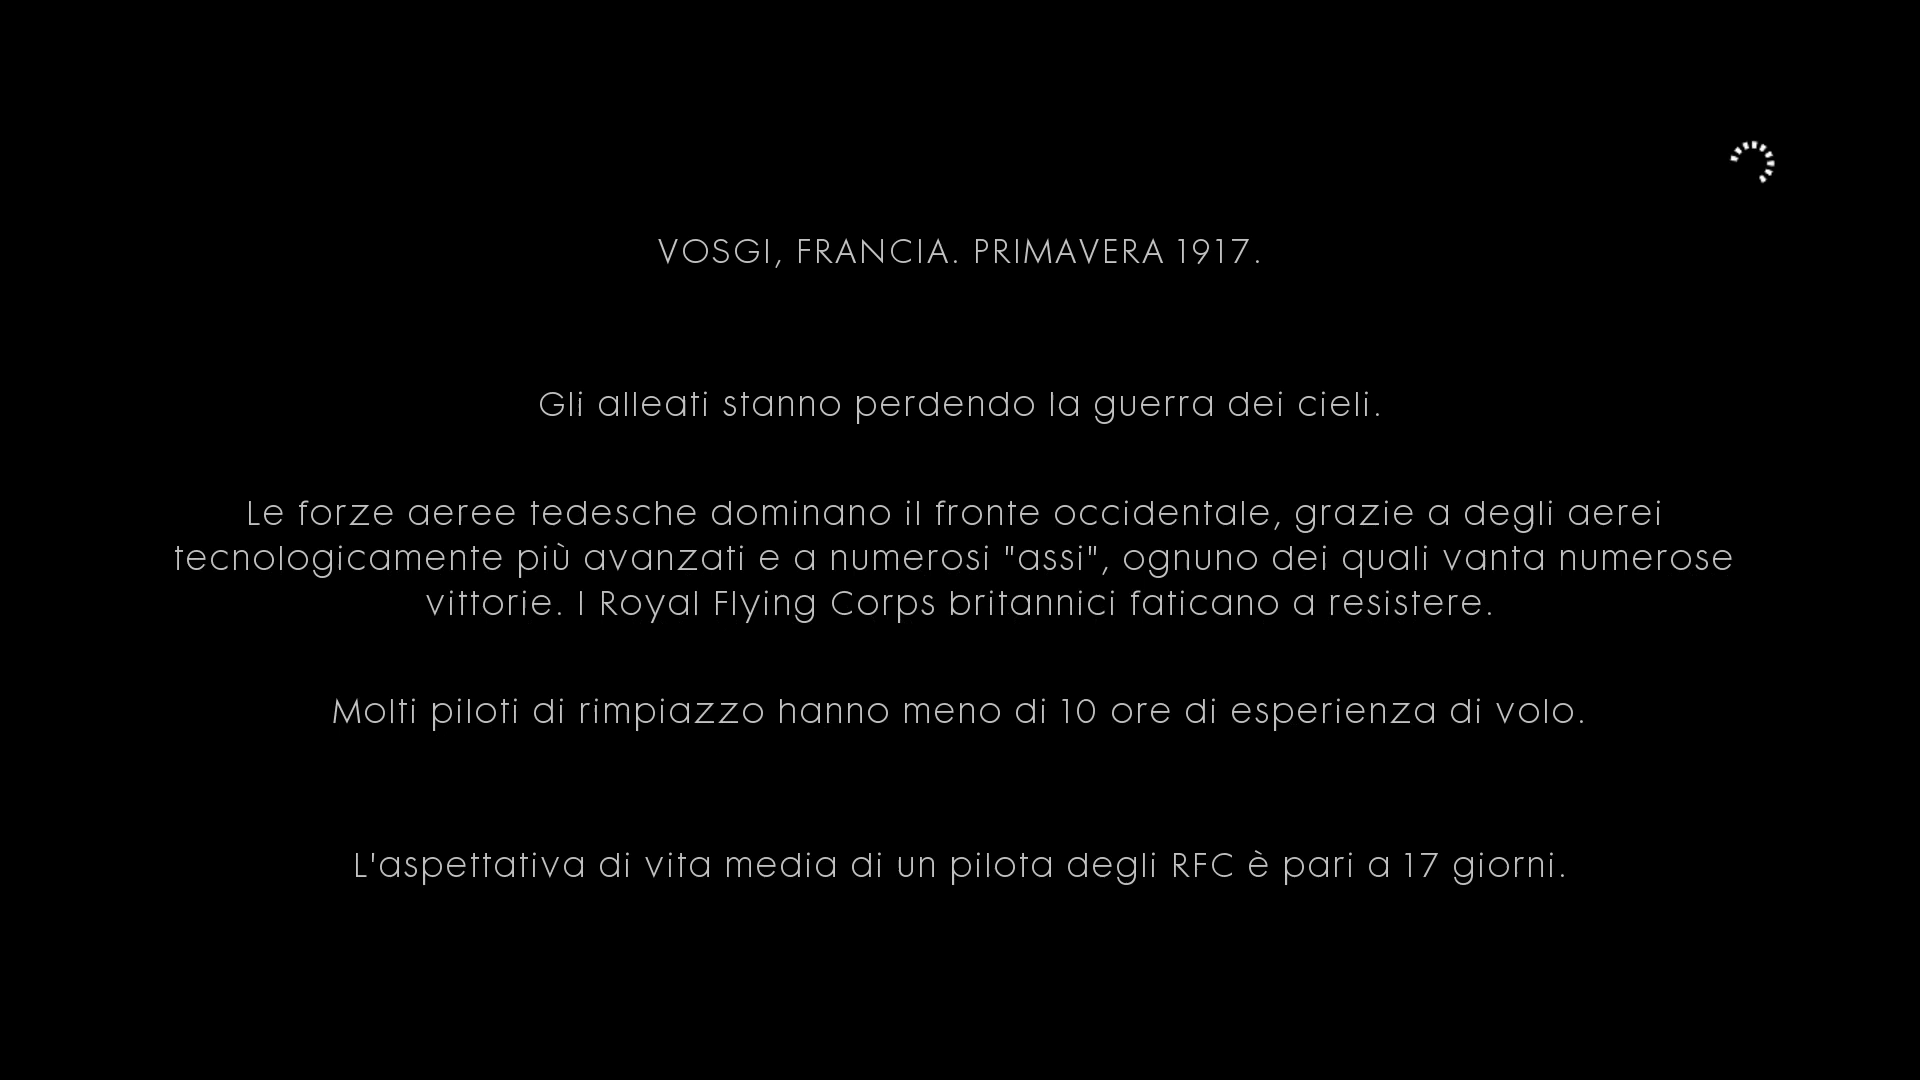 VOSGI, FRANCIA. PRIMAVERA 1917.
Gli alleati stanno perdendo la guerra dei cieli.
Le forze aeree tedesche dominano il fronte occidentale, grazie a degli aerei
tecnologicamente più avanzati e a numerosi "assi", ognuno dei quali vanta numerose
vittorie. I Royal Flying Corps britannici faticano a resistere.
Molti piloti di rimpiazzo hanno meno di 10 ore di esperienza di volo.
L'aspettativa di vita media di un pilota degli RFC è pari a 17 giorni.